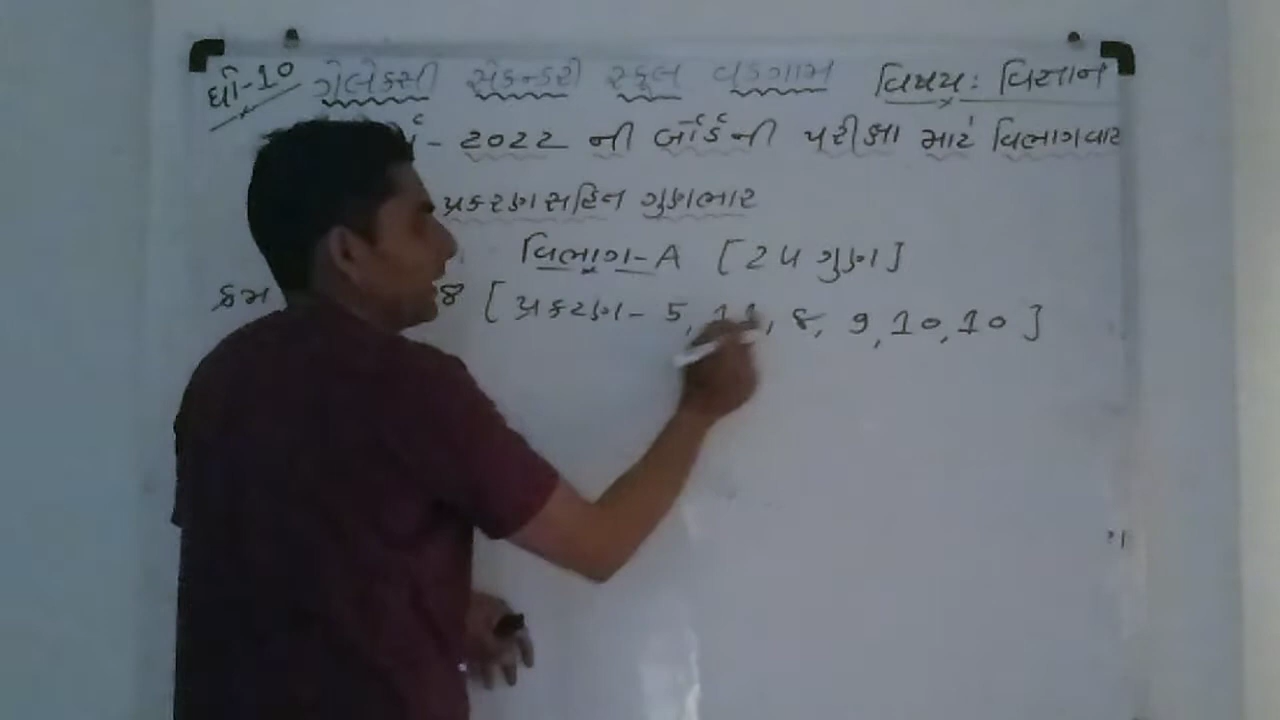 ધો-10 ગેલેક્સી સેકન્ડરી સ્કૂલ વડગામ વિષય: વિજ્ઞાન
- 2022 ની બૉર્ડની પરીક્ષા માટે વિભાગવાર
પ્રકરણસહિત ગુણભાર
વિભાગ-A [24 ગુણ]
ક્રમ [પ્રકરણ- 5, 11, 8, 9, 10, 10]